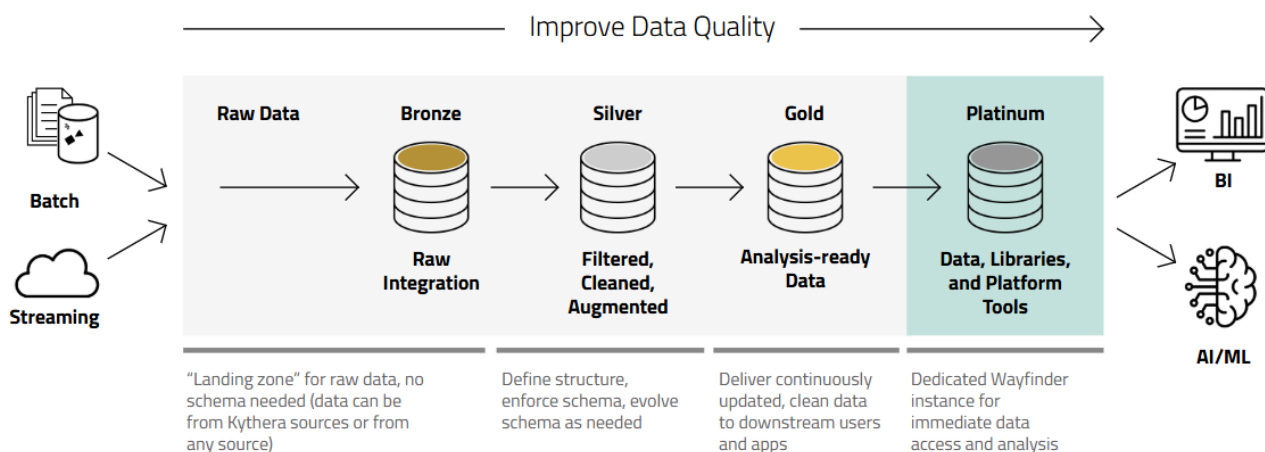 Improve Data Quality
Batch
Streaming
Raw Data
Bronze
Raw
Integration
Silver
Filtered,
Cleaned,
Augmented
Gold
Analysis-ready
Data
Platinum
Data, Libraries,
and Platform
Tools
BI
AI/ML
“Landing zone” for raw data, no
schema needed (data can be
from Kythera sources or from
any source)
Define structure,
enforce schema, evolve
schema as needed
Deliver continuously
updated, clean data
to downstream users
and apps
Dedicated Wayfinder
instance for
immediate data
access and analysis